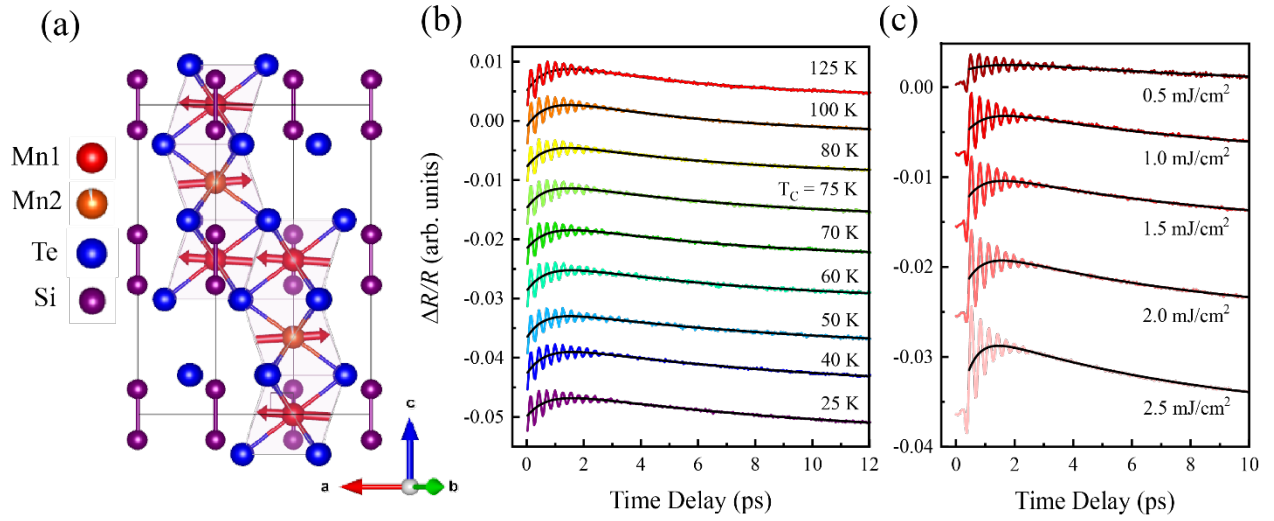 (a)
Mn1
Mn2
Te
Si
c
a
b
(b)
0.01
0.00
-0.01
-0.02
-0.03
-0.04
-0.05
ΔR/R (arb. units)
125 K
100 K
80 K
T_C = 75 K
70 K
60 K
50 K
40 K
25 K
0 2 4 6 8 10 12
Time Delay (ps)
(c)
0.00
-0.01
-0.02
-0.03
-0.04
0.5 mJ/cm²
1.0 mJ/cm²
1.5 mJ/cm²
2.0 mJ/cm²
2.5 mJ/cm²
0 2 4 6 8 10
Time Delay (ps)